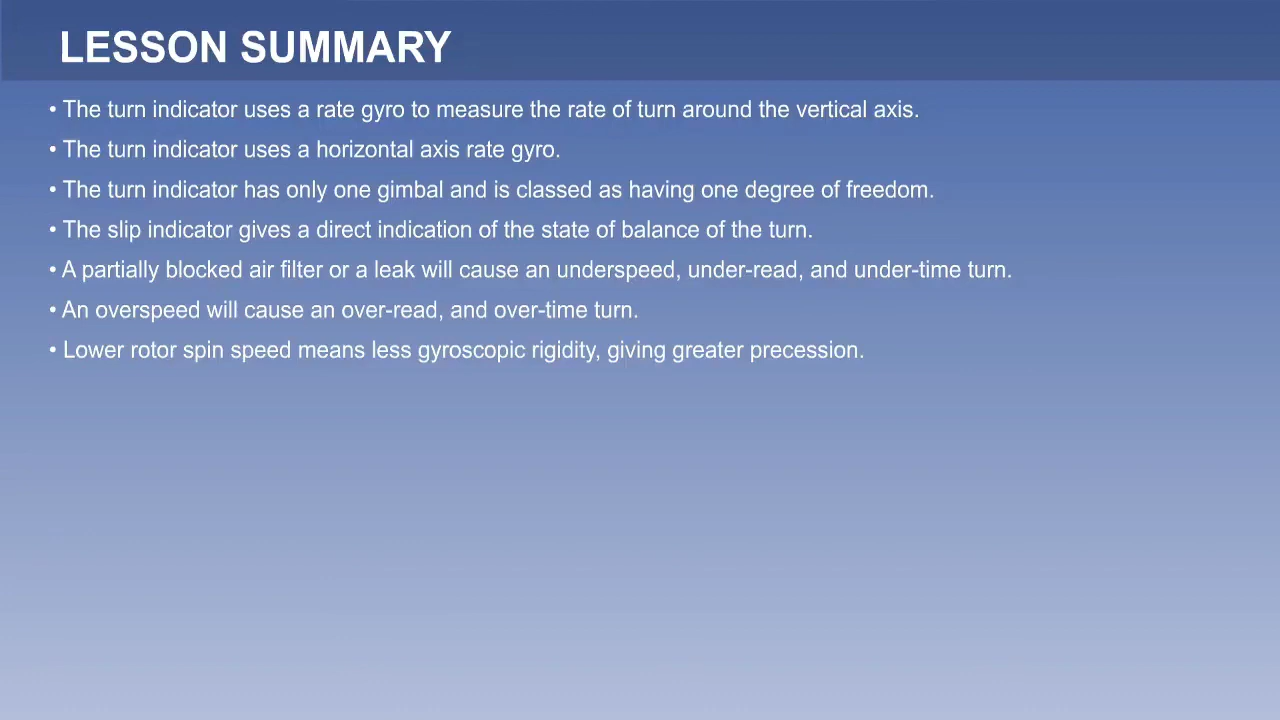 LESSON SUMMARY
• The turn indicator uses a rate gyro to measure the rate of turn around the vertical axis.
• The turn indicator uses a horizontal axis rate gyro.
• The turn indicator has only one gimbal and is classed as having one degree of freedom.
• The slip indicator gives a direct indication of the state of balance of the turn.
• A partially blocked air filter or a leak will cause an underspeed, under-read, and under-time turn.
• An overspeed will cause an over-read, and over-time turn.
• Lower rotor spin speed means less gyroscopic rigidity, giving greater precession.